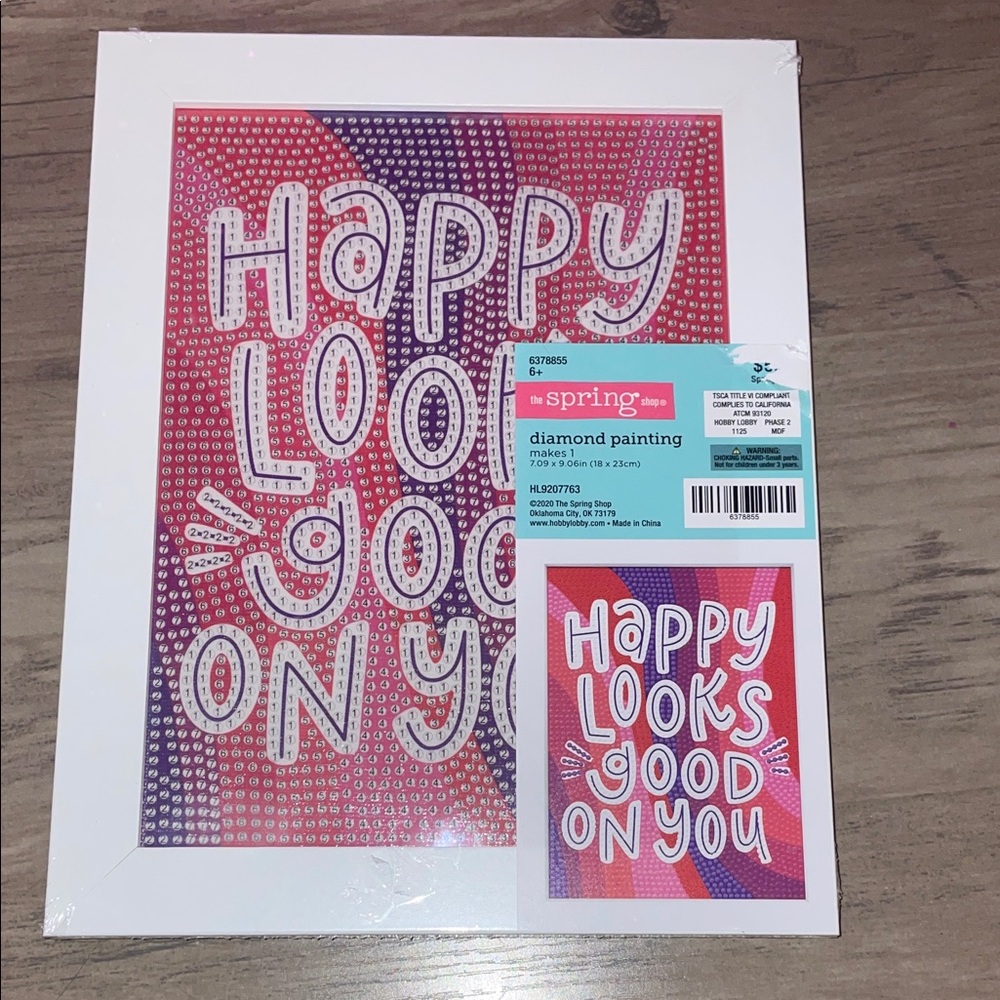 Happy
Look
good
on yo
6378855
6+
the spring shop®
diamond painting
makes 1
7.09 x 9.06in (18 x 23cm)
HL9207763
©2020 The Spring Shop
Oklahoma City, OK 73179
www.hobbylobby.com • Made in China
TSCA TITLE VI COMPLIANT
COMPLIES TO CALIFORNIA
ATCM 93120
HOBBY LOBBY PHASE 2
1125 MDF
WARNING:
CHOKING HAZARD-Small parts.
Not for children under 3 years.
6378855
Happy
Looks
good
on you